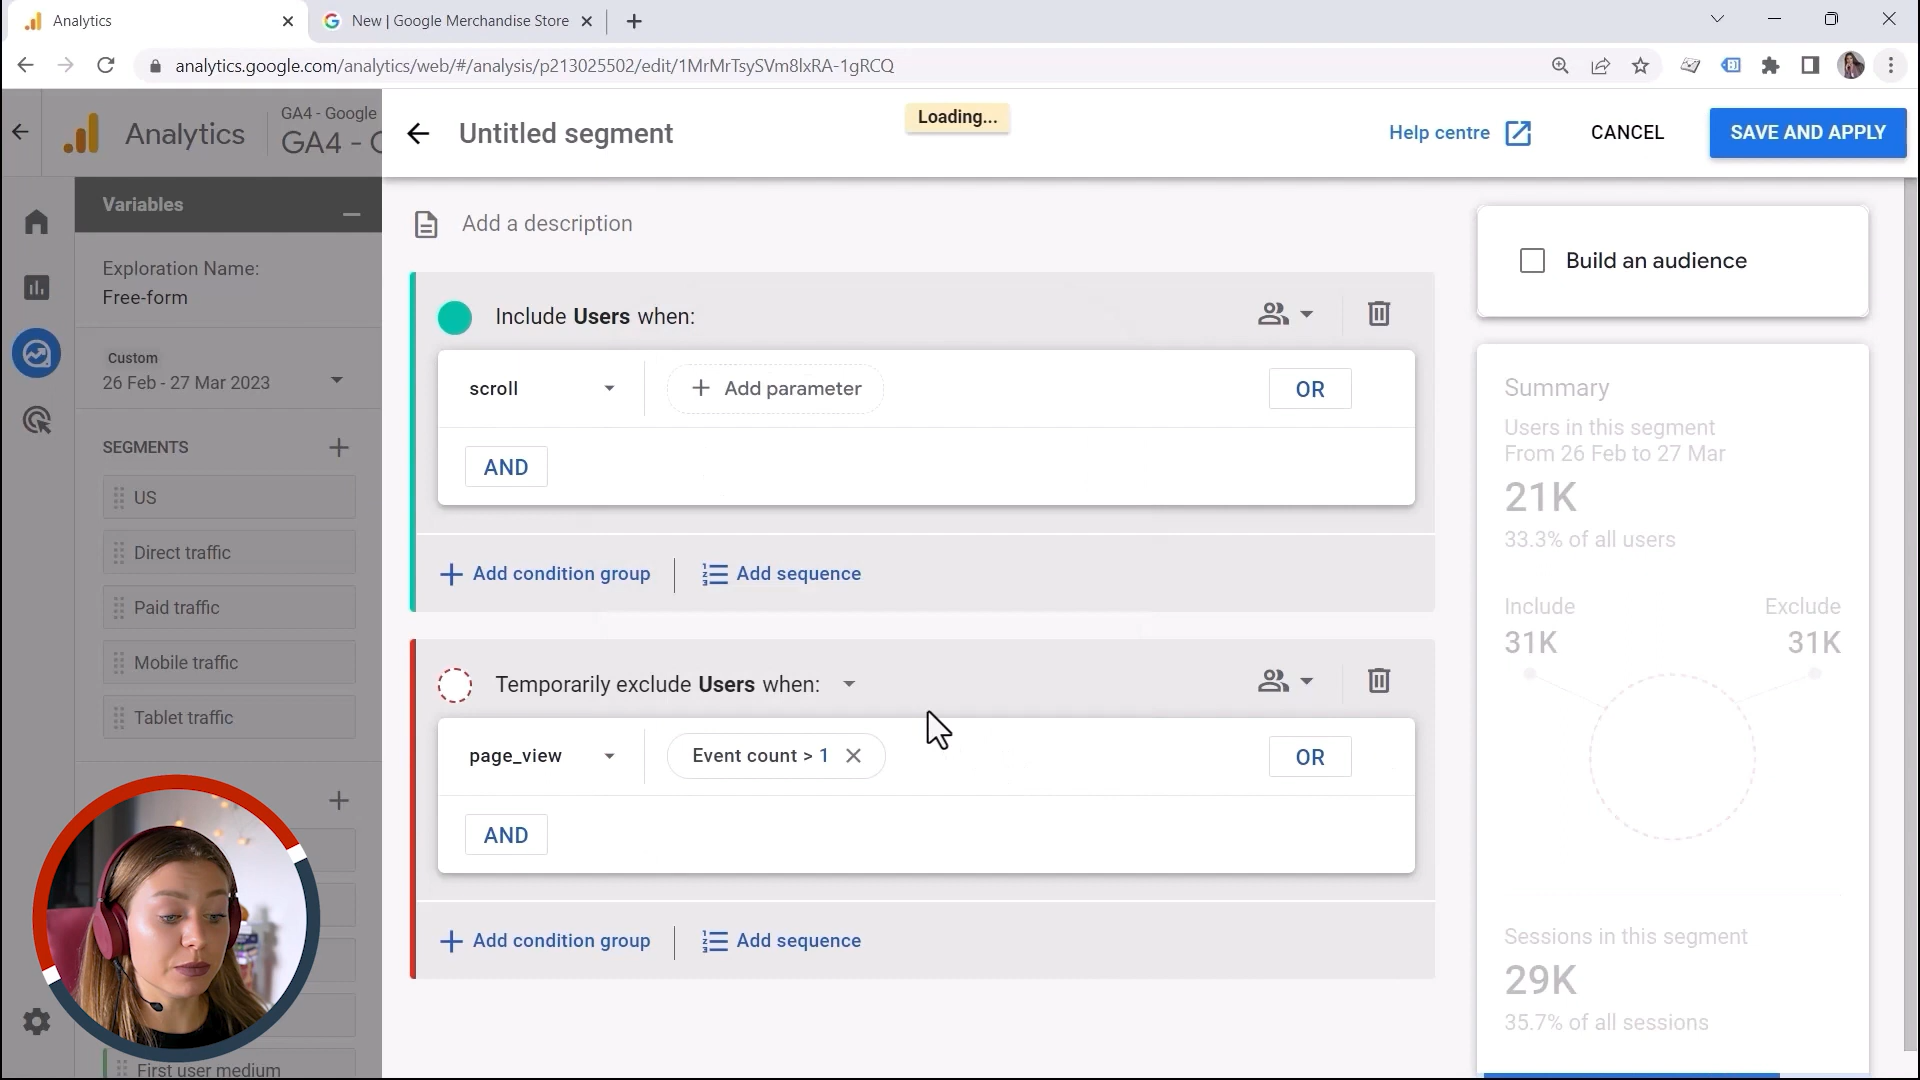 Analytics
New | Google Merchandise Store
analytics.google.com/analytics/web/#/analysis/p213025502/edit/1MrMrTsySVm8lxRA-1gRCQ
Analytics
GA4 - Google
GA4 - G
Untitled segment
Loading...
Help centre
CANCEL
SAVE AND APPLY
Variables
Exploration Name:
Free-form
Custom
26 Feb - 27 Mar 2023
SEGMENTS
US
Direct traffic
Paid traffic
Mobile traffic
Tablet traffic
First user medium
Add a description
Include Users when:
scroll
Add parameter
OR
AND
Add condition group
Add sequence
Temporarily exclude Users when:
page_view
Event count > 1
OR
AND
Add condition group
Add sequence
Build an audience
Summary
Users in this segment
From 26 Feb to 27 Mar
21K
33.3% of all users
Include
Exclude
31K
31K
Sessions in this segment
29K
35.7% of all sessions